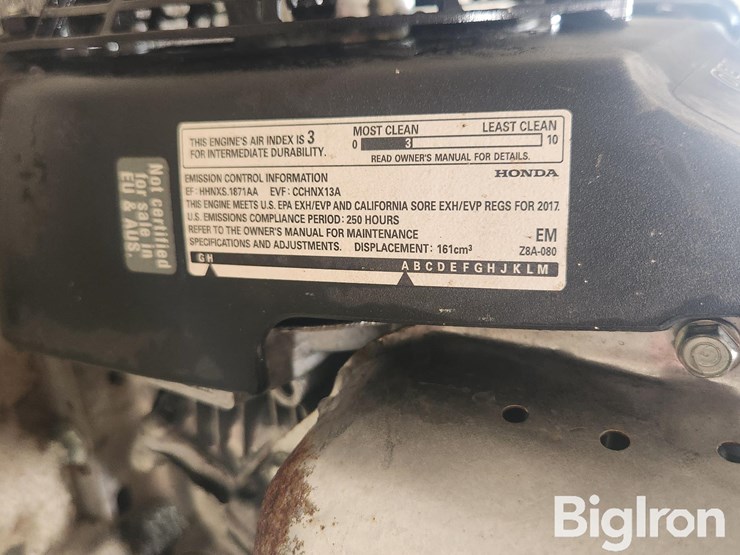 THIS ENGINE'S AIR INDEX IS 3
FOR INTERMEDIATE DURABILITY.
MOST CLEAN LEAST CLEAN
0 3 10
READ OWNER'S MANUAL FOR DETAILS.
EMISSION CONTROL INFORMATION HONDA
EF: HHNXS.1871AA EVF: CCHNX13A
THIS ENGINE MEETS U.S. EPA EXH/EVP AND CALIFORNIA SORE EXH/EVP REGS FOR 2017.
U.S. EMISSIONS COMPLIANCE PERIOD: 250 HOURS
REFER TO THE OWNER'S MANUAL FOR MAINTENANCE EM
SPECIFICATIONS AND ADJUSTMENTS. DISPLACEMENT: 161cm³ Z8A-080
GH ABCDEFGHJKLM
Not certified
for sale in
EU & AUS.
BigIron